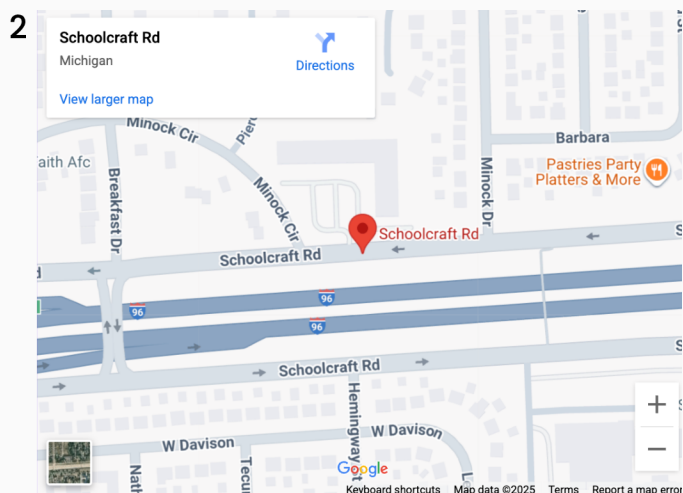 2
Schoolcraft Rd
Michigan
Directions
View larger map
Minock Cir
Barbara
Pastries Party
Platters & More
Breakfast Dr
Minock Cir
Minock Dr
Schoolcraft Rd
Schoolcraft Rd
96
96
96
Schoolcraft Rd
Hemingway
W Davison
W Davison
Google
Keyboard shortcuts
Map data ©2025
Terms
Report a map error